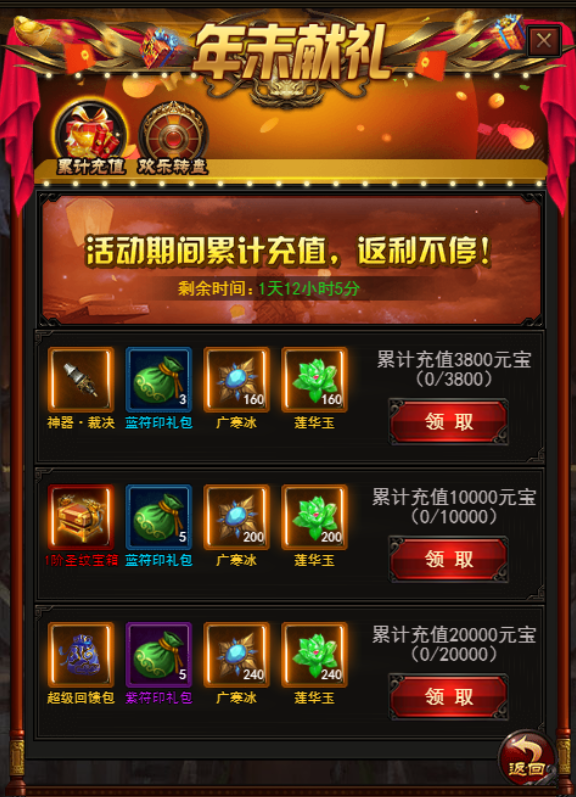 年末献礼
累计充值 欢乐转盘
活动期间累计充值，返利不停！
剩余时间：1天12小时5分
累计充值3800元宝
（0/3800）
3 160 160
神器·裁决 蓝符印礼包 广寒冰 莲华玉
领取
累计充值10000元宝
（0/10000）
5 200 200
1阶圣纹宝箱 蓝符印礼包 广寒冰 莲华玉
领取
累计充值20000元宝
（0/20000）
5 240 240
超级回馈包 紫符印礼包 广寒冰 莲华玉
领取
返回